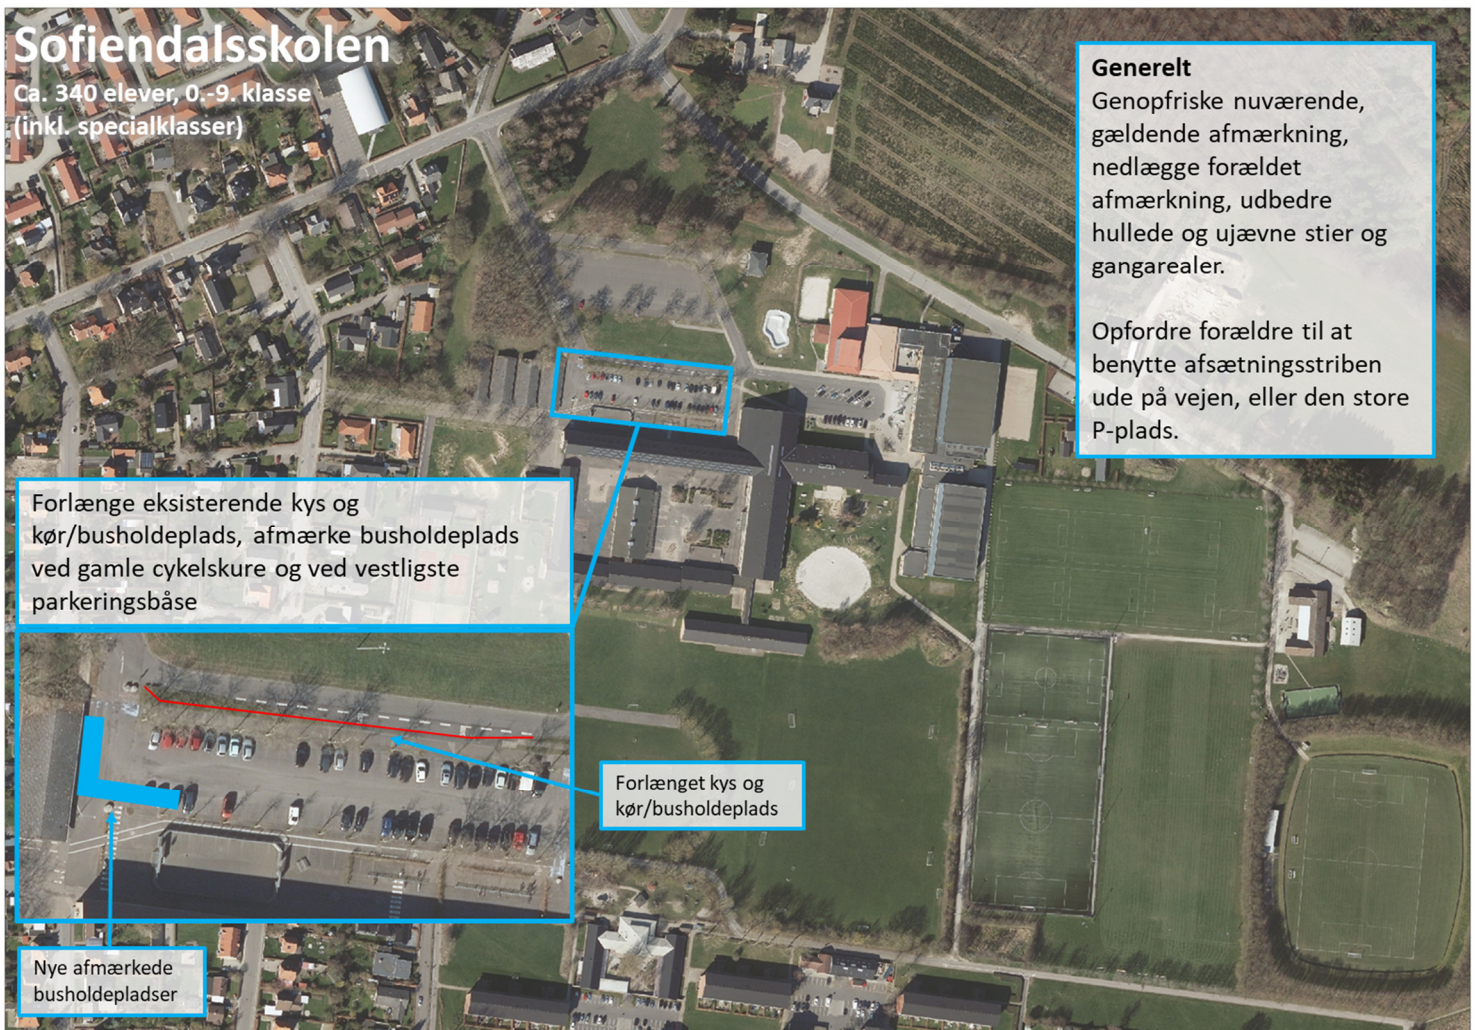 Sofiendalsskolen
Ca. 340 elever, 0.-9. klasse
(inkl. specialklasser)
Generelt
Genopfriske nuværende,
gældende afmærkning,
nedlægge forældet
afmærkning, udbedre
hullede og ujævne stier og
gangarealer.
Opfordre forældre til at
benytte afsætningsstriben
ude på vejen, eller den store
P-plads.
Forlænge eksisterende kys og
kør/busholdeplads, afmærke busholdeplads
ved gamle cykelskure og ved vestligste
parkeringsbåse
Forlænget kys og
kør/busholdeplads
Nye afmærkede
busholdepladser